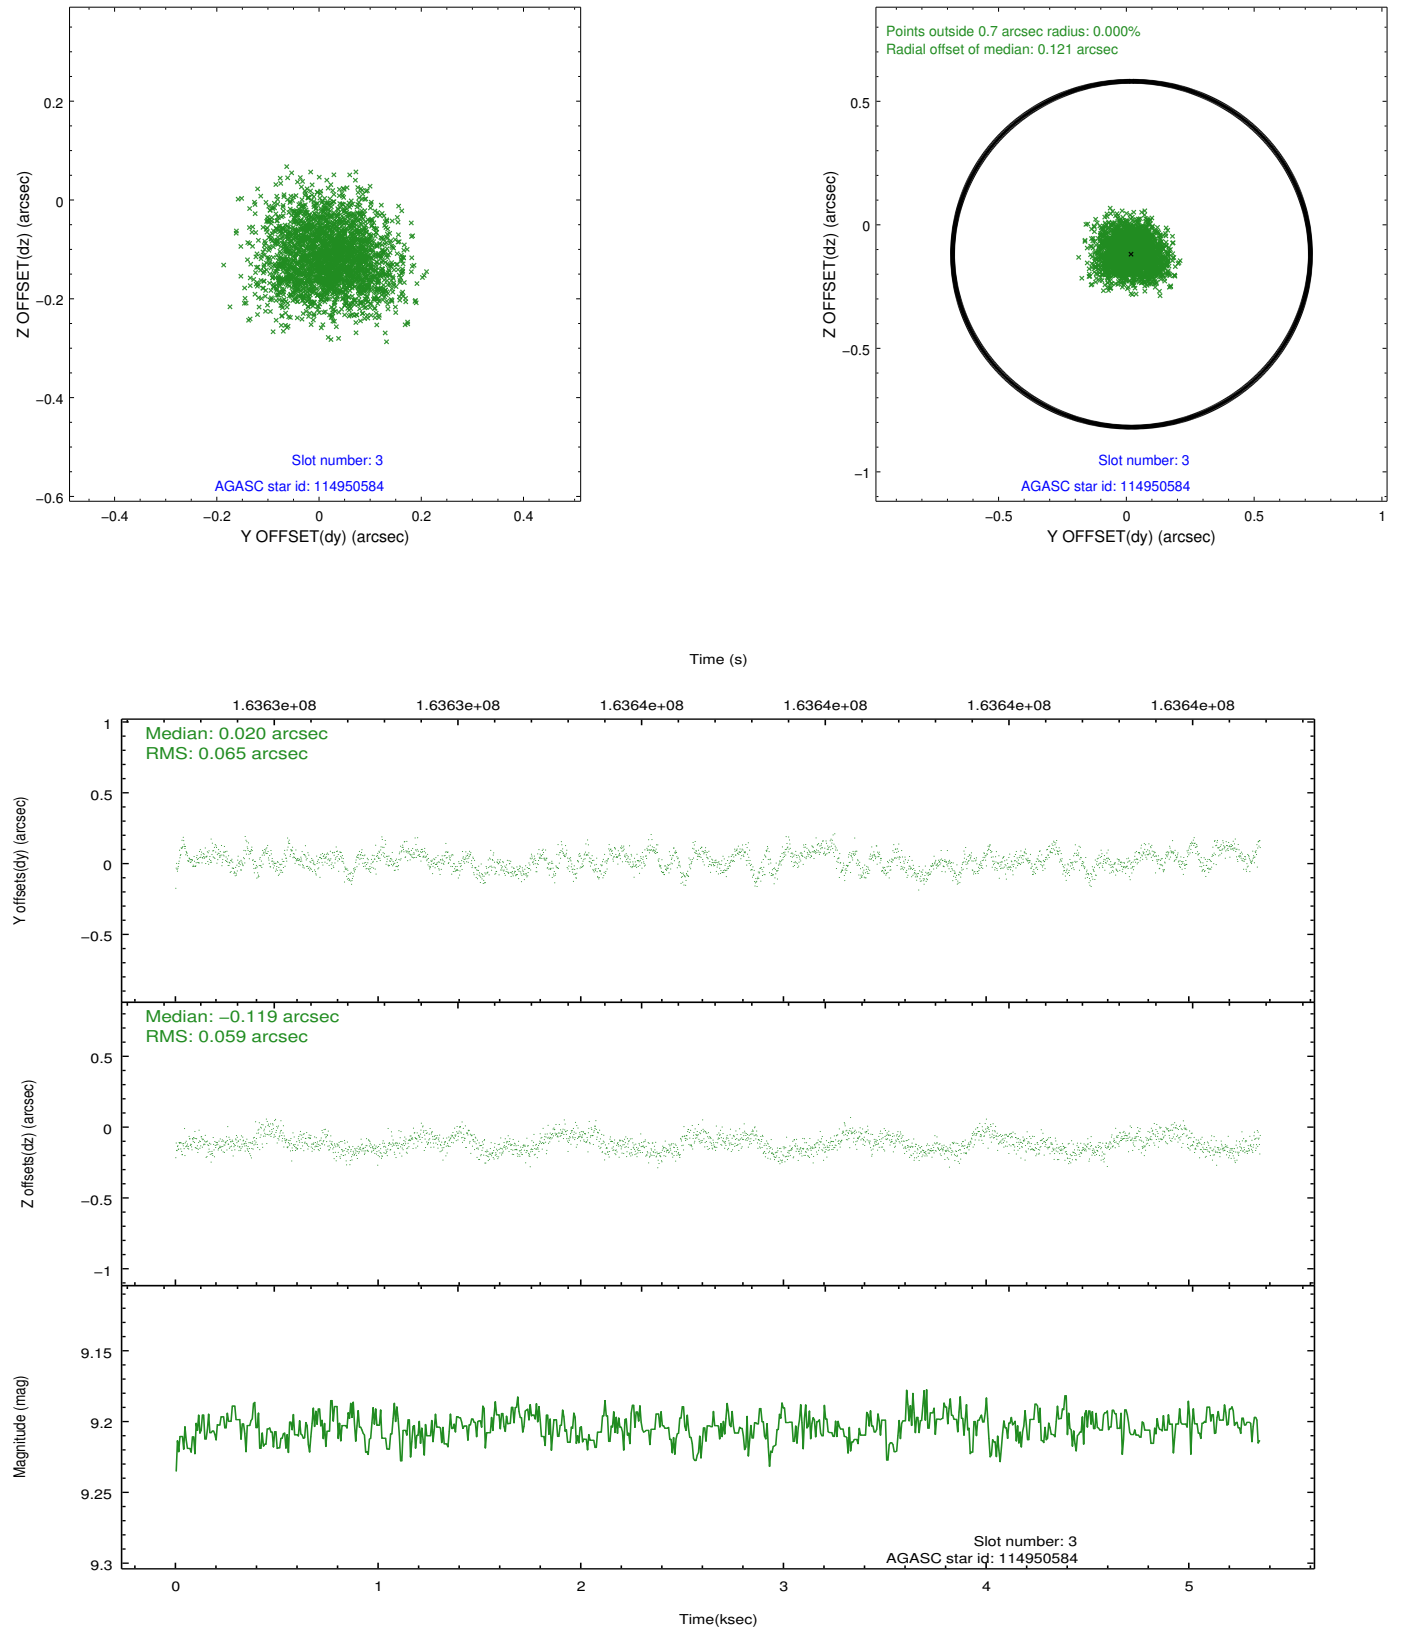 0.2
0
−0.2
−0.4
−0.6
Z OFFSET(dz) (arcsec)
Slot number: 3
AGASC star id: 114950584
−0.4 −0.2 0 0.2 0.4
Y OFFSET(dy) (arcsec)
Points outside 0.7 arcsec radius: 0.000%
Radial offset of median: 0.121 arcsec
0.5
0
−0.5
−1
Z OFFSET(dz) (arcsec)
Slot number: 3
AGASC star id: 114950584
−0.5 0 0.5 1
Y OFFSET(dy) (arcsec)
Time (s)
1.6363e+08 1.6363e+08 1.6364e+08 1.6364e+08 1.6364e+08 1.6364e+08
Median: 0.020 arcsec
RMS: 0.065 arcsec
1
0.5
0
−0.5
Y offsets(dy) (arcsec)
Median: −0.119 arcsec
RMS: 0.059 arcsec
0.5
0
−0.5
−1
Z offsets(dz) (arcsec)
9.15
9.2
9.25
9.3
Magnitude (mag)
Slot number: 3
AGASC star id: 114950584
0 1 2 3 4 5
Time(ksec)